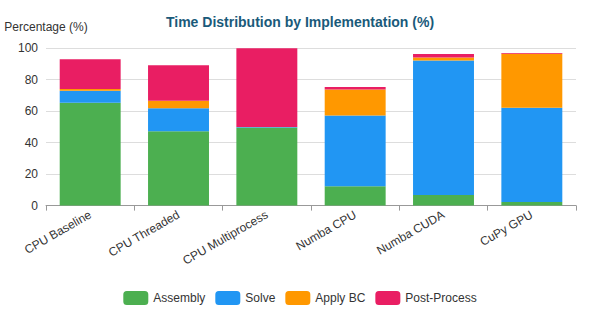 Time Distribution by Implementation (%)
Percentage (%)
100
80
60
40
20
0
CPU Baseline
CPU Threaded
CPU Multiprocess
Numba CPU
Numba CUDA
CuPy GPU
Assembly
Solve
Apply BC
Post-Process